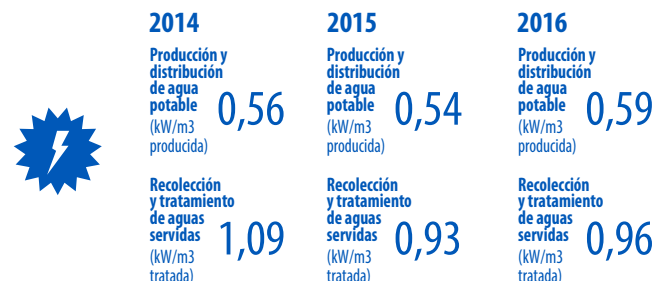 2014
Producción y
distribución
de agua
potable 0,56
(kW/m3
producida)
Recolección
y tratamiento
de aguas
servidas 1,09
(kW/m3
tratada)
2015
Producción y
distribución
de agua
potable 0,54
(kW/m3
producida)
Recolección
y tratamiento
de aguas
servidas 0,93
(kW/m3
tratada)
2016
Producción y
distribución
de agua
potable 0,59
(kW/m3
producida)
Recolección
y tratamiento
de aguas
servidas 0,96
(kW/m3
tratada)